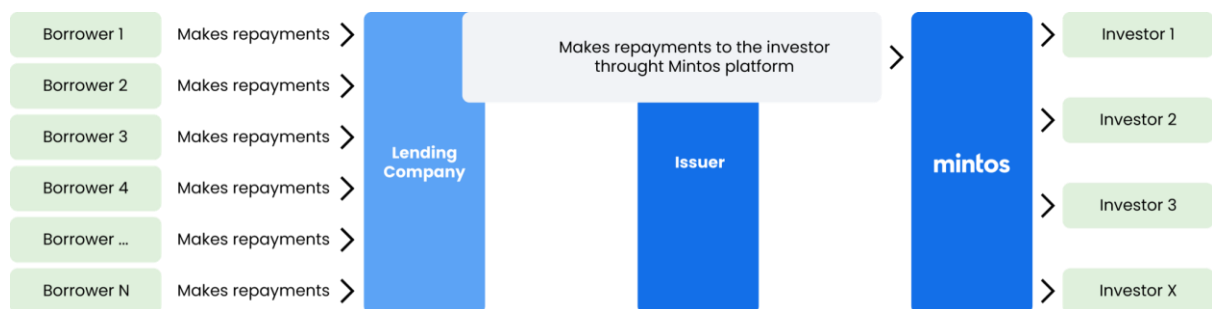 Borrower 1 Makes repayments
Borrower 2 Makes repayments
Borrower 3 Makes repayments
Borrower 4 Makes repayments
Borrower ... Makes repayments
Borrower N Makes repayments
Lending
Company
Makes repayments to the investor
throught Mintos platform
Issuer
mintos
Investor 1
Investor 2
Investor 3
Investor X